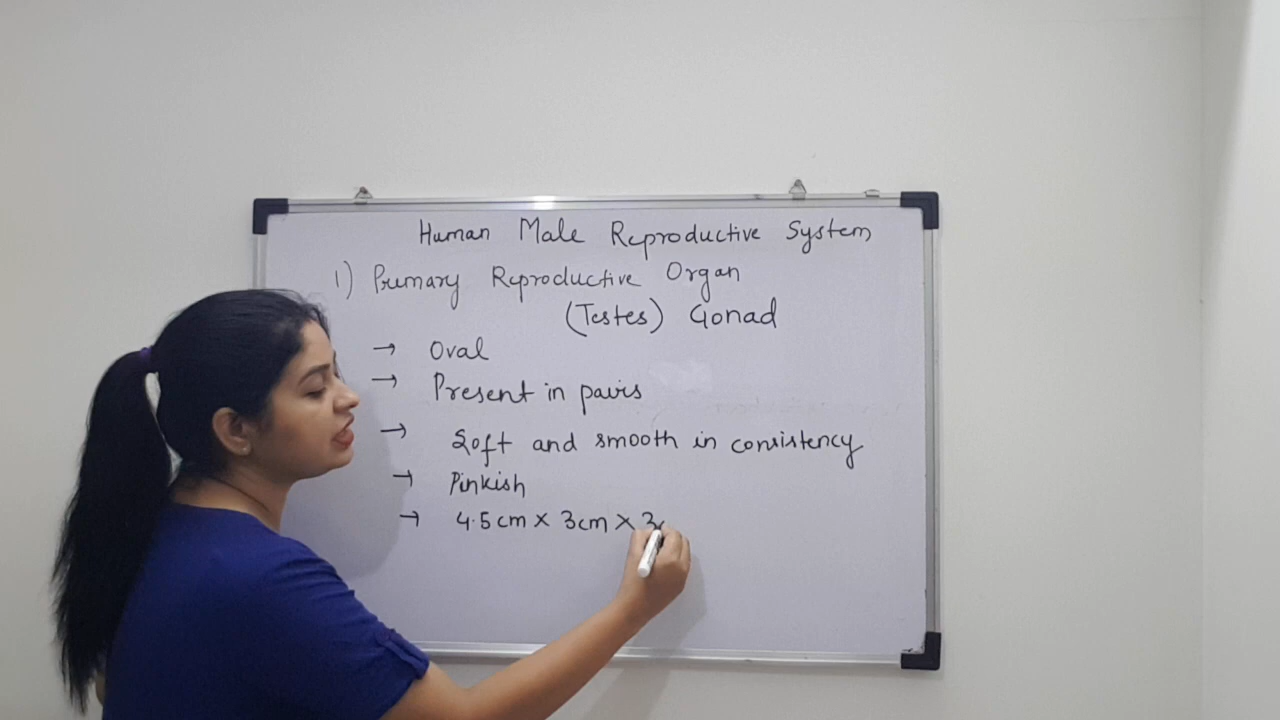 Human Male Reproductive System
1) Primary Reproductive Organ
(Testes) Gonad
→ Oval
→ Present in pairs
→ Soft and smooth in consistency
→ Pinkish
→ 4.5 cm × 3cm × 3c